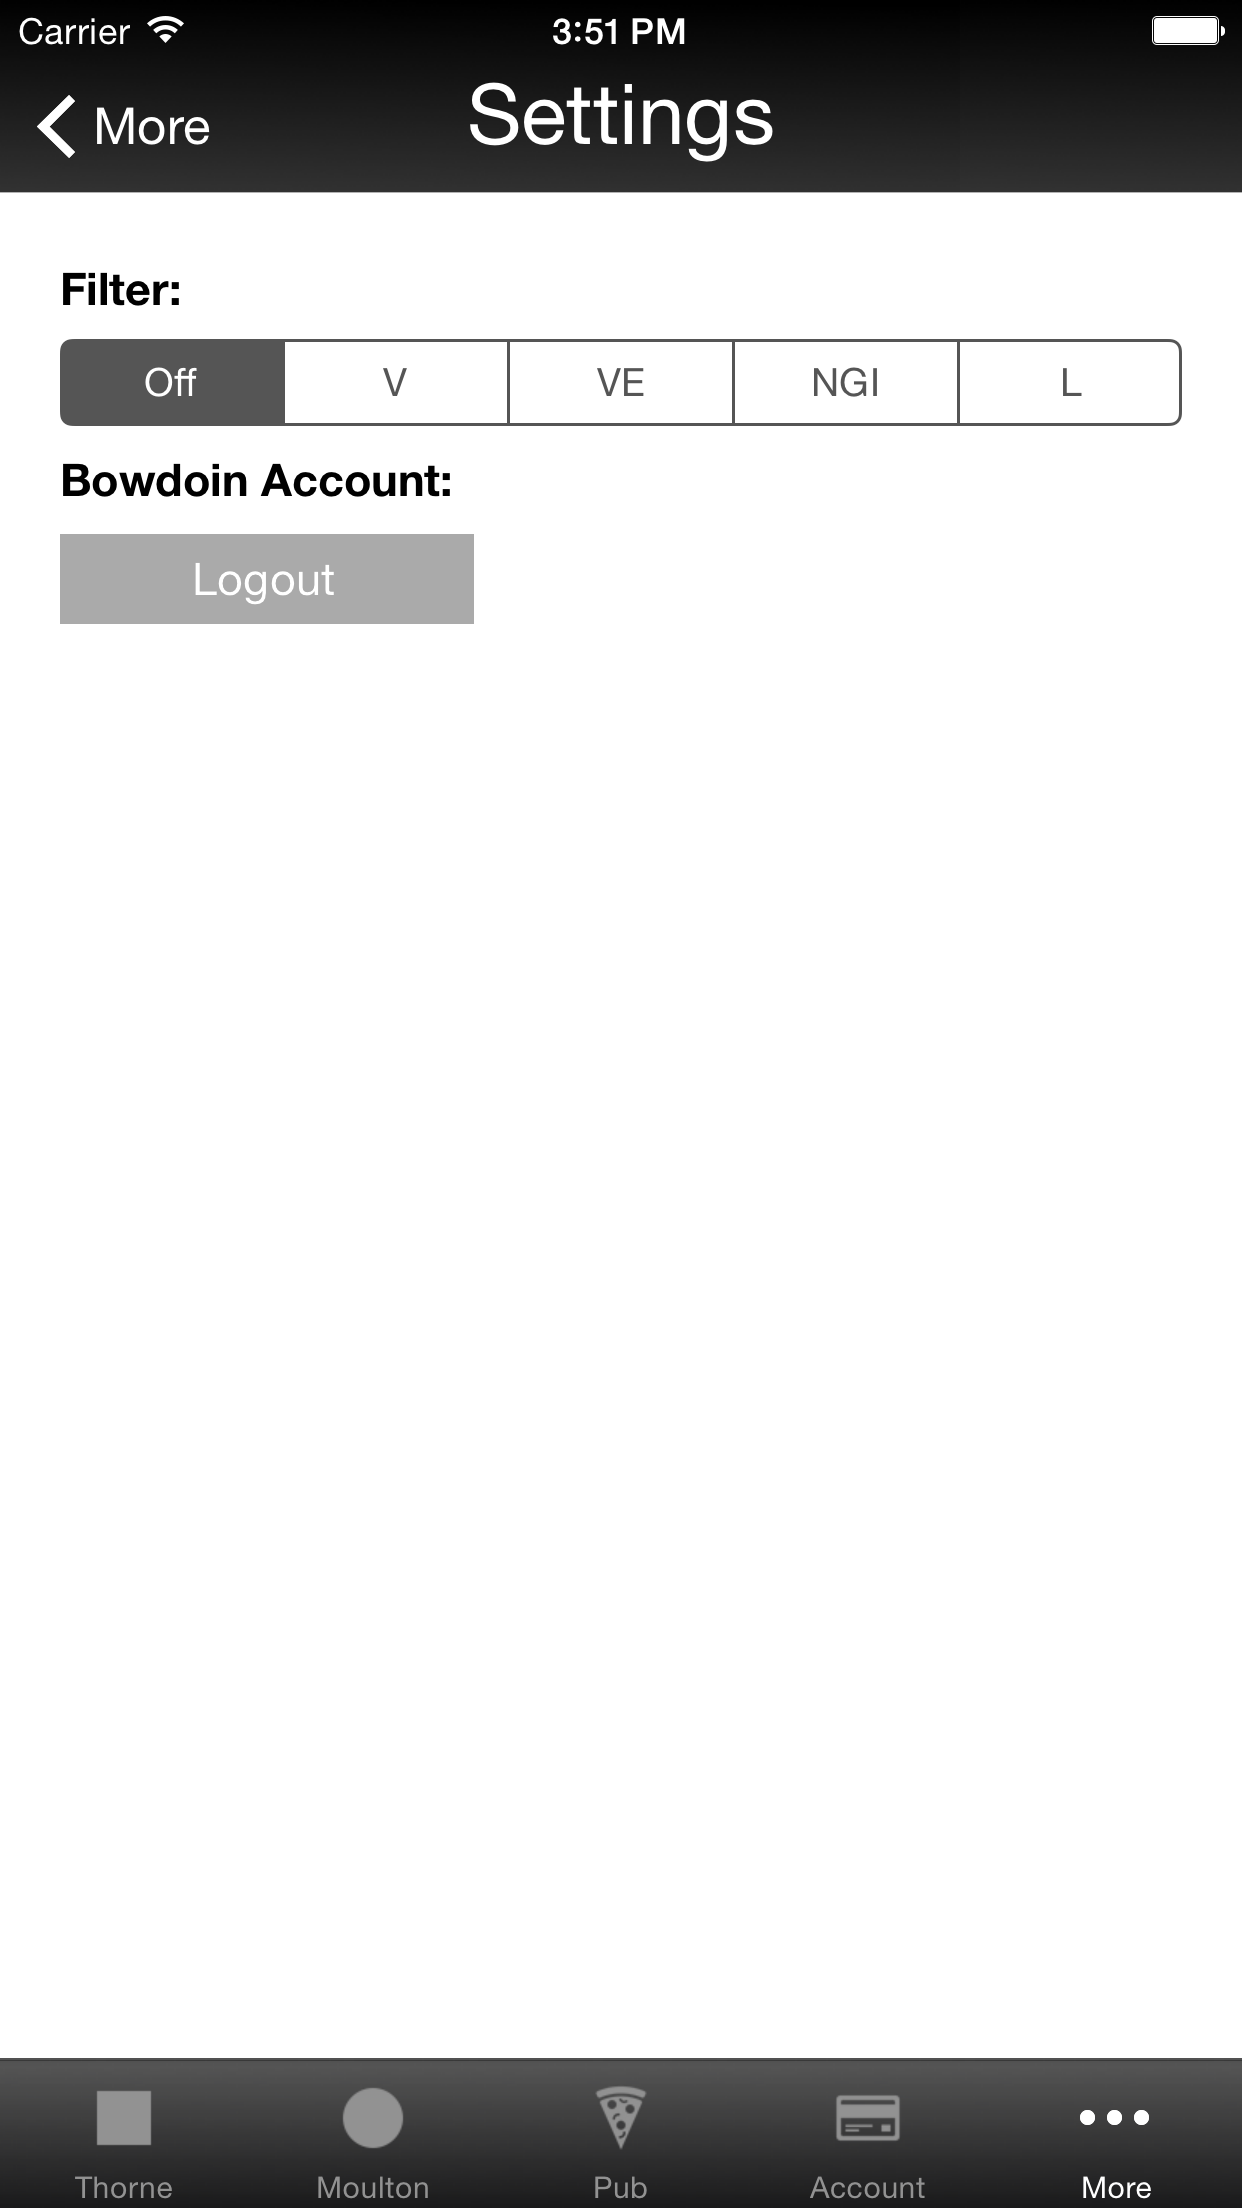 Carrier 3:51 PM
More Settings
Filter:
Off V VE NGI L
Bowdoin Account:
Logout
Thorne Moulton Pub Account More